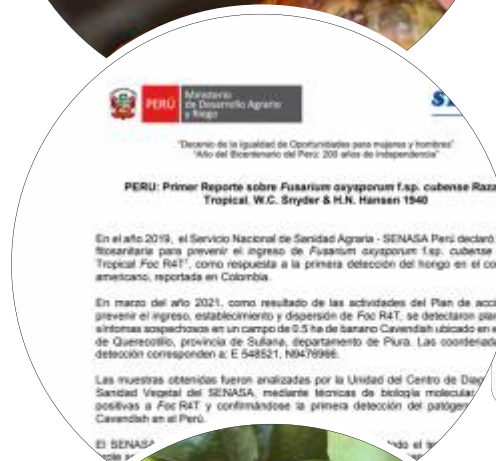 PERÚ Ministerio
de Desarrollo Agrario
y Riego
"Decenio de la Igualdad de Oportunidades para mujeres y hombres"
"Año del Bicentenario del Perú: 200 años de Independencia"
PERU: Primer Reporte sobre Fusarium oxysporum f.sp. cubense Raza
Tropical, W.C. Snyder & H.N. Hansen 1940
En el año 2019, el Servicio Nacional de Sanidad Agraria - SENASA Perú declaró
fitosanitaria para prevenir el ingreso de Fusarium oxysporum f.sp. cubense
Tropical Foc R4T¹, como respuesta a la primera detección del hongo en el
americano, reportada en Colombia.
En marzo del año 2021, como resultado de las actividades del Plan de
prevenir el ingreso, establecimiento y dispersión de Foc R4T, se detectaron
síntomas sospechosos en un campo de 0.5 ha de banano Cavendish ubicado en
de Querecotillo, provincia de Sullana, departamento de Piura. Las
detección corresponden a: E 548521, N9476966.
Las muestras obtenidas fueron analizadas por la Unidad del Centro de
Sanidad Vegetal del SENASA, mediante técnicas de biología molecular
positivas a Foc R4T y confirmándose la primera detección del
Cavendish en el Perú.
El